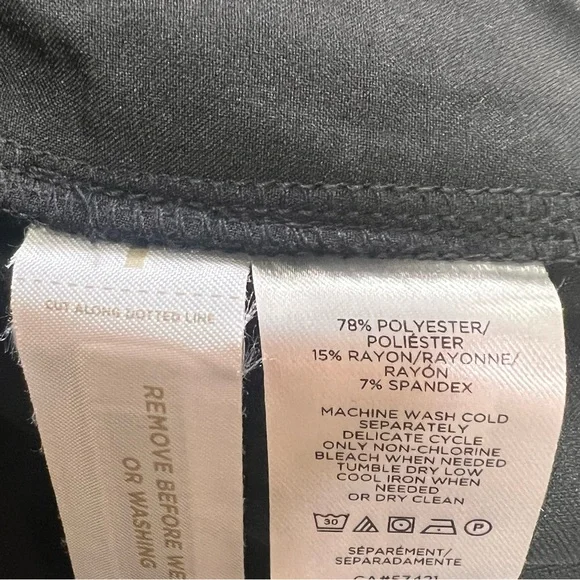 CUT ALONG DOTTED LINE
REMOVE BEFORE WE
OR WASHING
78% POLYESTER/
POLIÉSTER
15% RAYON/RAYONNE/
RAYÓN
7% SPANDEX
MACHINE WASH COLD
SEPARATELY
DELICATE CYCLE
ONLY NON-CHLORINE
BLEACH WHEN NEEDED
TUMBLE DRY LOW
COOL IRON WHEN
NEEDED
OR DRY CLEAN
30 P
SÉPARÉMENT/
SEPARADAMENTE
CA#57421